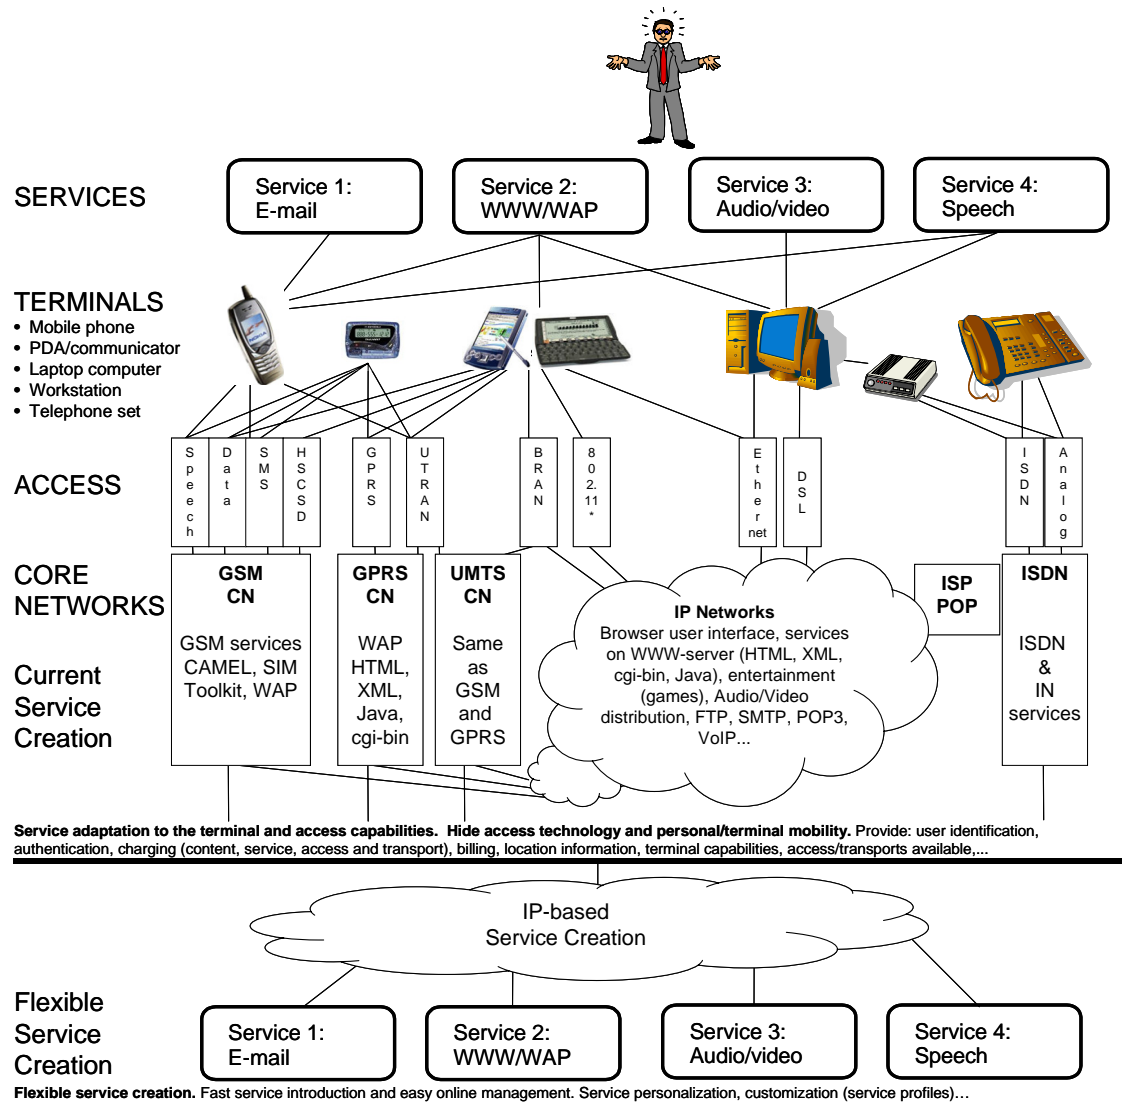 SERVICES
Service 1:
E-mail
Service 2:
WWW/WAP
Service 3:
Audio/video
Service 4:
Speech
TERMINALS
• Mobile phone
• PDA/communicator
• Laptop computer
• Workstation
• Telephone set
ACCESS
Speech
Data
SMS
HSCSD
GPRS
UTRAN
BRAN
802.11*
Ethernet
DSL
ISDN
Analog
CORE
NETWORKS
Current
Service
Creation
GSM
CN
GSM services
CAMEL, SIM
Toolkit, WAP
GPRS
CN
WAP
HTML,
XML,
Java,
cgi-bin
UMTS
CN
Same
as
GSM
and
GPRS
IP Networks
Browser user interface, services
on WWW-server (HTML, XML,
cgi-bin, Java), entertainment
(games), Audio/Video
distribution, FTP, SMTP, POP3,
VoIP...
ISP
POP
ISDN
ISDN
&
IN
services
Service adaptation to the terminal and access capabilities. Hide access technology and personal/terminal mobility. Provide: user identification,
authentication, charging (content, service, access and transport), billing, location information, terminal capabilities, access/transports available,...
IP-based
Service Creation
Flexible
Service
Creation
Service 1:
E-mail
Service 2:
WWW/WAP
Service 3:
Audio/video
Service 4:
Speech
Flexible service creation. Fast service introduction and easy online management. Service personalization, customization (service profiles)…